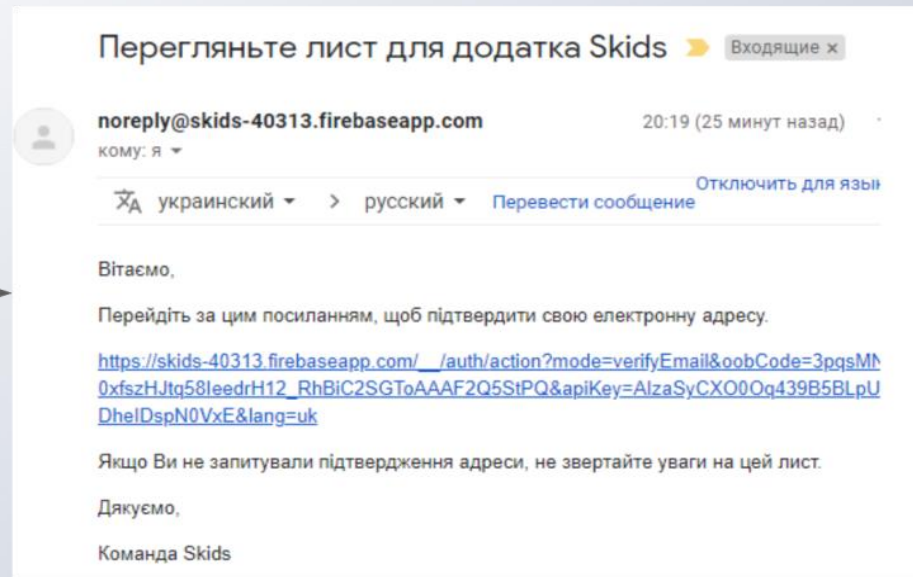 Перегляньте лист для додатка Skids Входящие ×
noreply@skids-40313.firebaseapp.com 20:19 (25 минут назад)
кому: я
украинский > русский Перевести сообщение Отключить для язык
Вітаємо,
Перейдіть за цим посиланням, щоб підтвердити свою електронну адресу.
https://skids-40313.firebaseapp.com/__/auth/action?mode=verifyEmail&oobCode=3pqsMN
0xfszHJtq58IeedrH12_RhBiC2SGToAAAF2Q5StPQ&apiKey=AIzaSyCXO0Oq439B5BLpU
DheIDspN0VxE&lang=uk
Якщо Ви не запитували підтвердження адреси, не звертайте уваги на цей лист.
Дякуємо,
Команда Skids